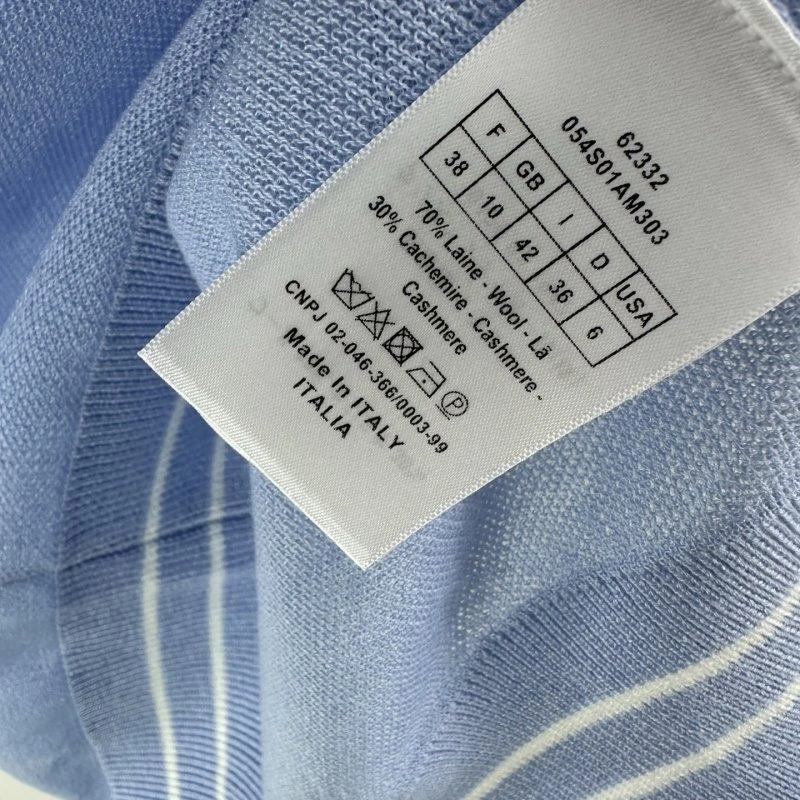 62332
054S01AM303
F GB I D USA
38 10 42 36 6
70% Laine - Wool - Lã
30% Cachemire - Cashmere -
Cashmere
P
CNPJ 02-046-366/0003-99
Made In ITALY
ITALIA